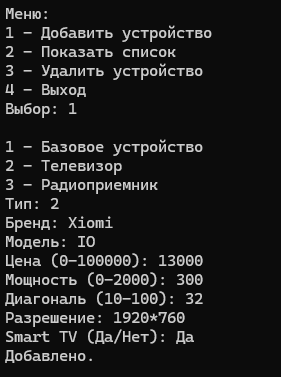 Меню:
1 – Добавить устройство
2 – Показать список
3 – Удалить устройство
4 – Выход
Выбор: 1
1 – Базовое устройство
2 – Телевизор
3 – Радиоприемник
Тип: 2
Бренд: Xiomi
Модель: IO
Цена (0-100000): 13000
Мощность (0-2000): 300
Диагональ (10-100): 32
Разрешение: 1920*760
Smart TV (Да/Нет): Да
Добавлено.